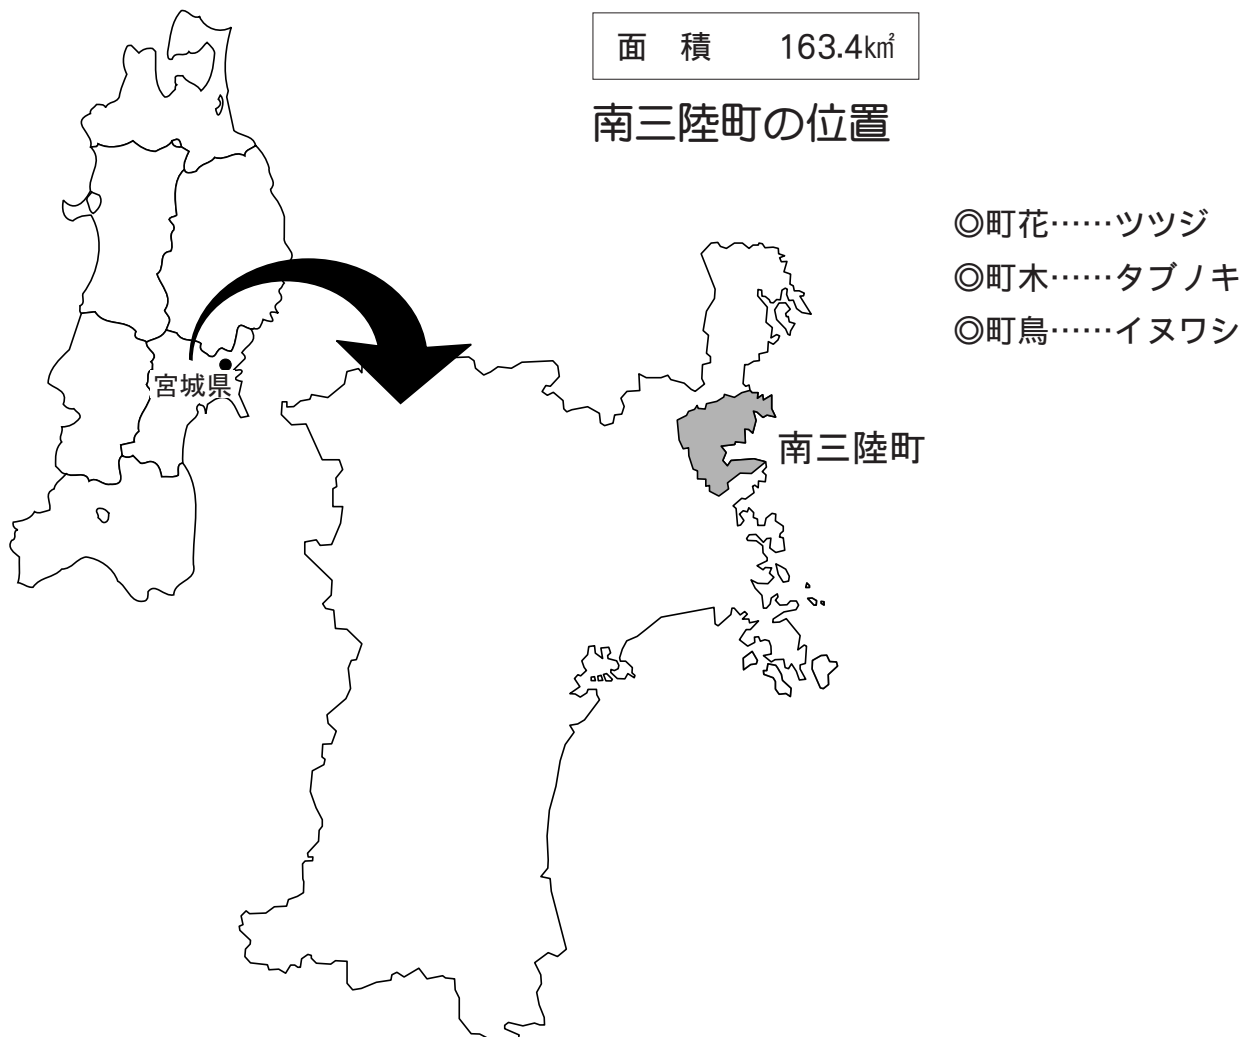 面　積　　163.4k㎡
南三陸町の位置
◎町花……ツツジ
◎町木……タブノキ
◎町鳥……イヌワシ
宮城県
南三陸町